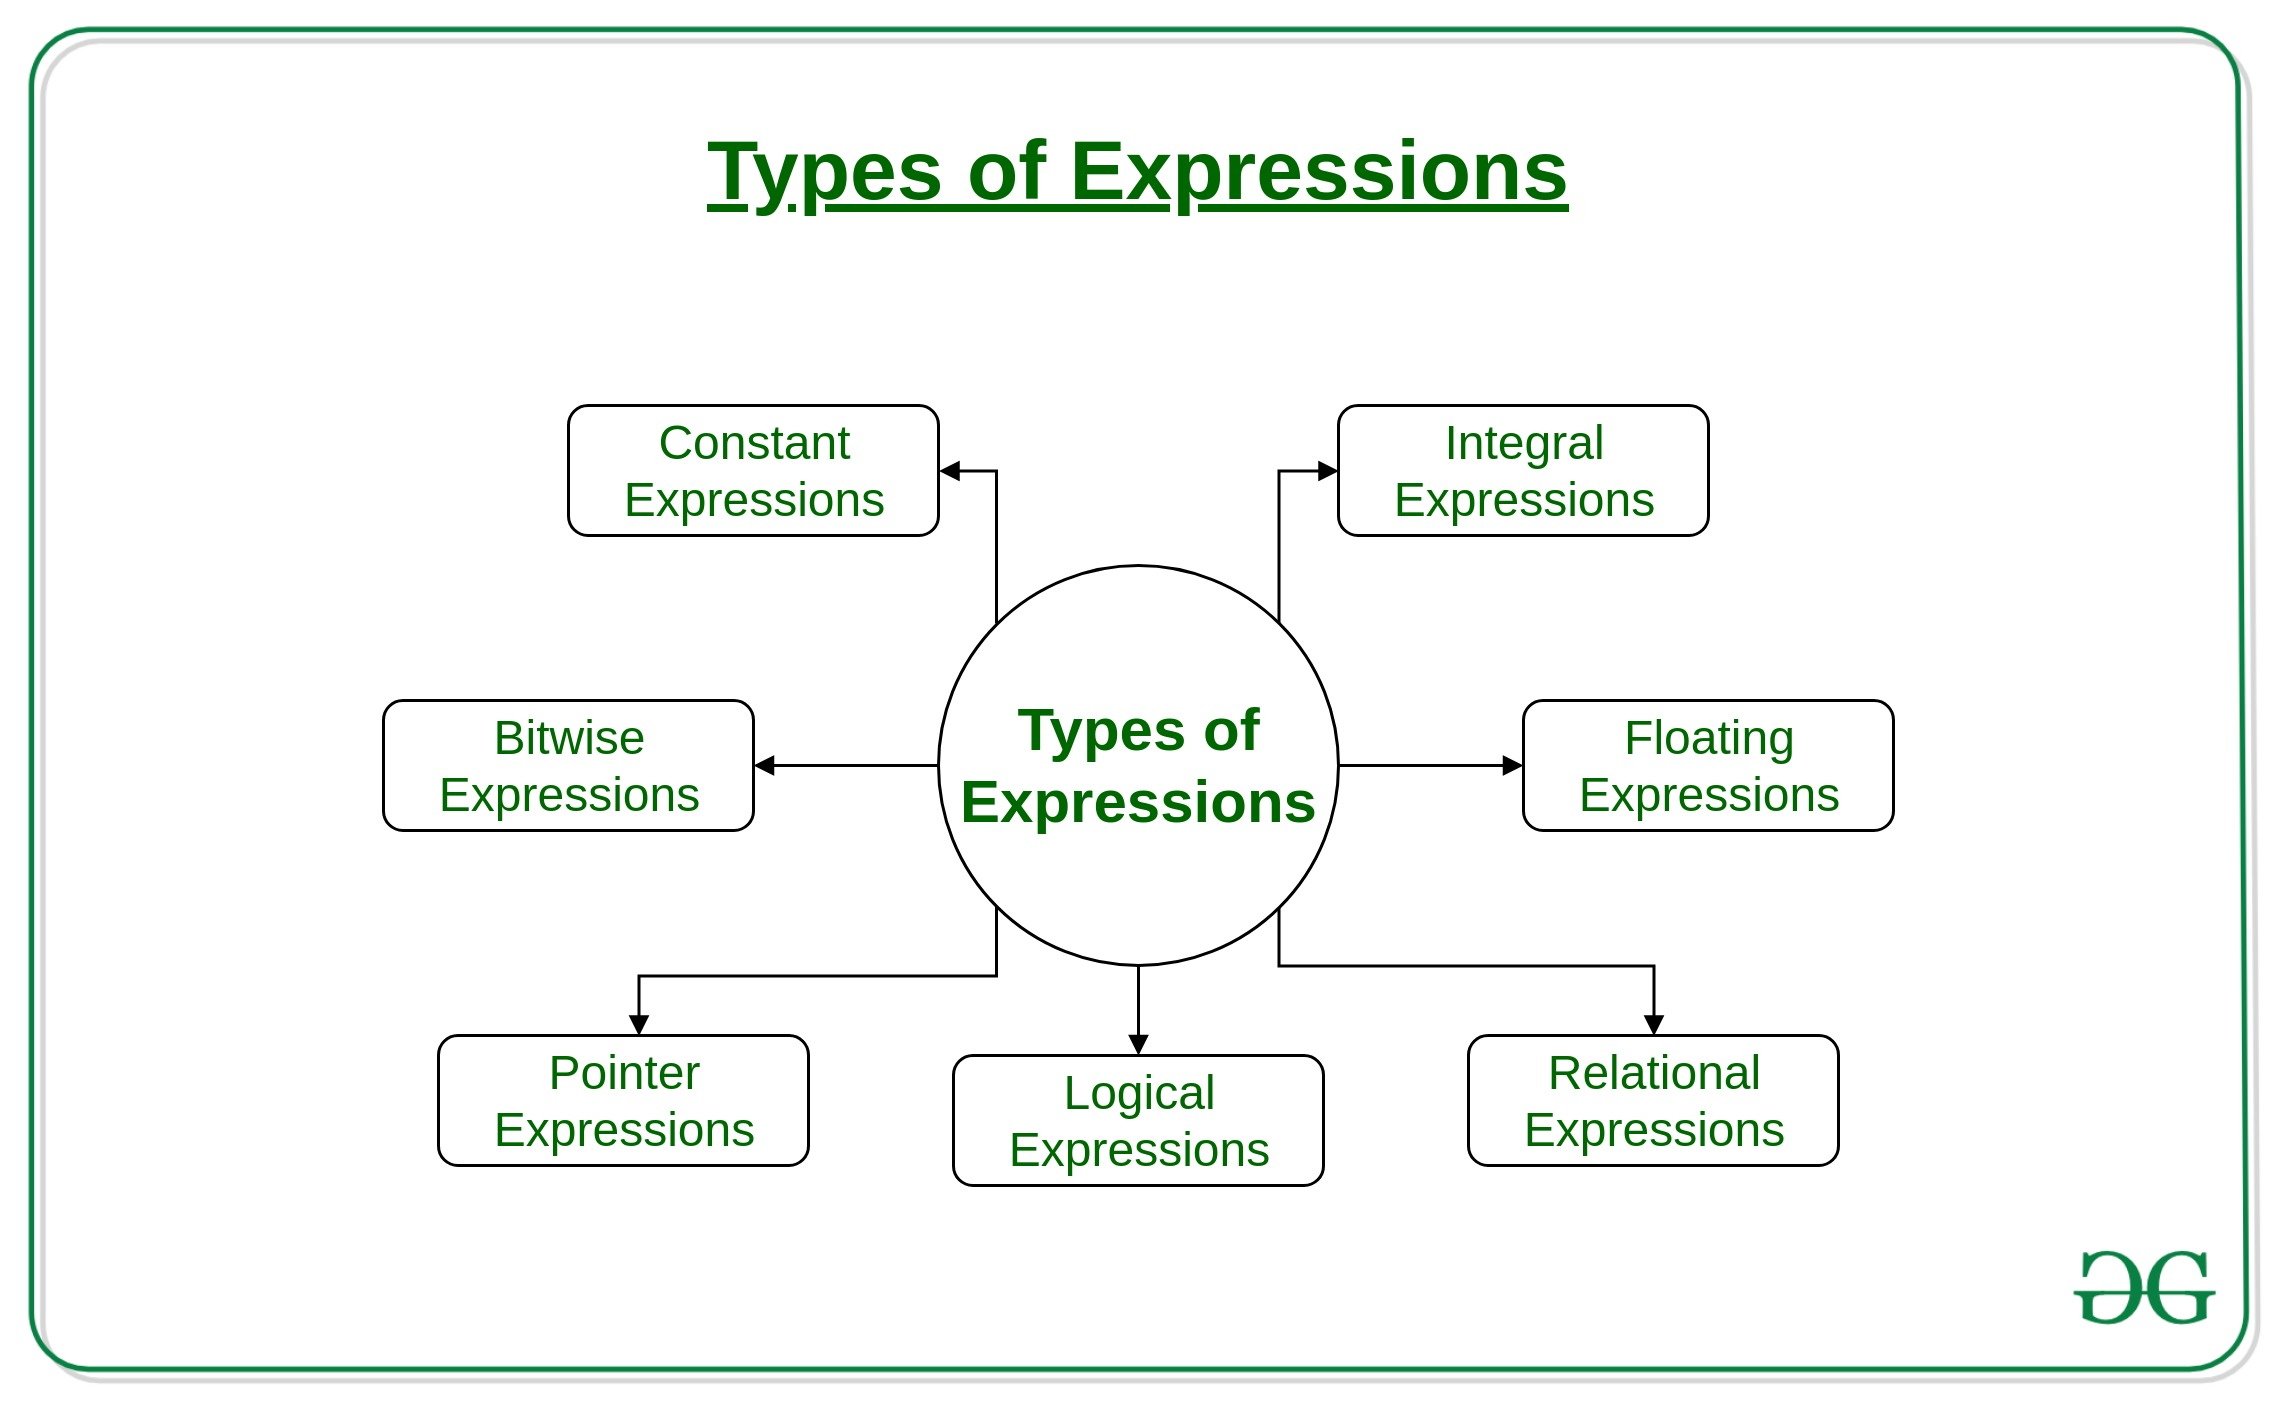 Types of Expressions
Constant
Expressions
Integral
Expressions
Bitwise
Expressions
Types of
Expressions
Floating
Expressions
Pointer
Expressions
Logical
Expressions
Relational
Expressions